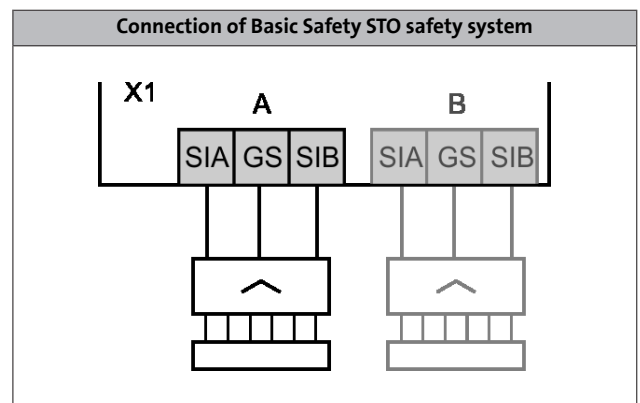 Connection of Basic Safety STO safety system
X1
A B
SIA GS SIB SIA GS SIB